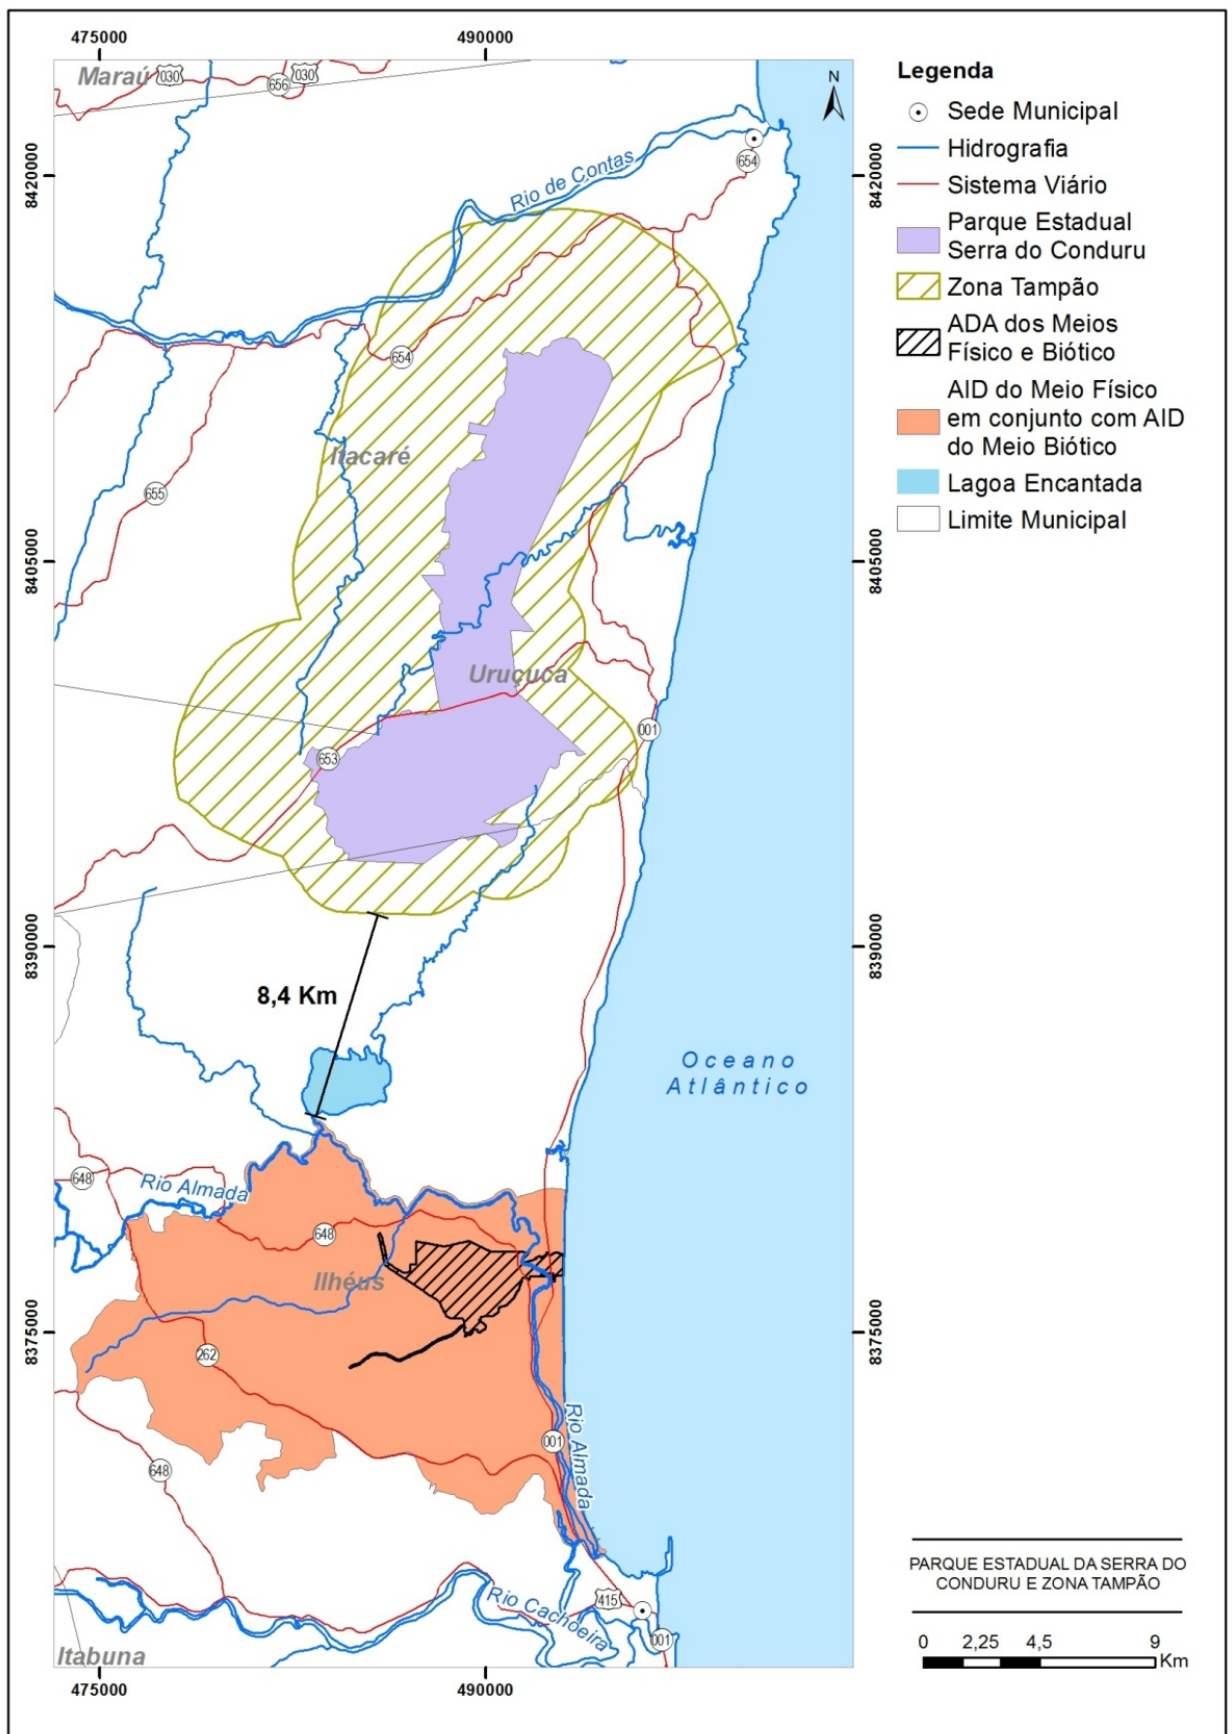 475000
490000
Maraú
030
030
656
N
Legenda
Sede Municipal
Hidrografia
Sistema Viário
Parque Estadual
Serra do Conduru
Zona Tampão
ADA dos Meios
Físico e Biótico
AID do Meio Físico
em conjunto com AID
do Meio Biótico
Lagoa Encantada
Limite Municipal
8420000
8420000
Rio de Contas
654
654
Itacaré
655
8405000
8405000
Uruçuca
001
653
8390000
8390000
8,4 Km
Oceano
Atlântico
648
Rio Almada
648
Ilhéus
8375000
8375000
262
001
Rio Almada
648
415
Rio Cachoeira
001
Itabuna
475000
490000
PARQUE ESTADUAL DA SERRA DO
CONDURU E ZONA TAMPÃO
0 2,25 4,5 9
Km